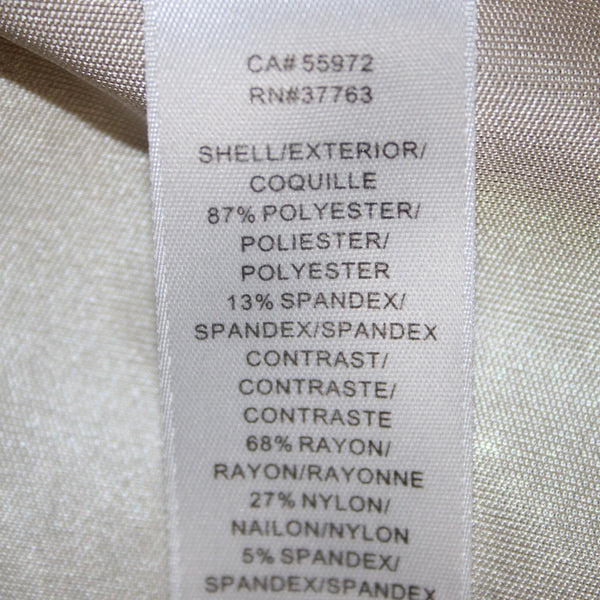 CA# 55972
RN#37763
SHELL/EXTERIOR/
COQUILLE
87% POLYESTER/
POLIESTER/
POLYESTER
13% SPANDEX/
SPANDEX/SPANDEX
CONTRAST/
CONTRASTE/
CONTRASTE
68% RAYON/
RAYON/RAYONNE
27% NYLON/
NAILON/NYLON
5% SPANDEX/
SPANDEX/SPANDEX